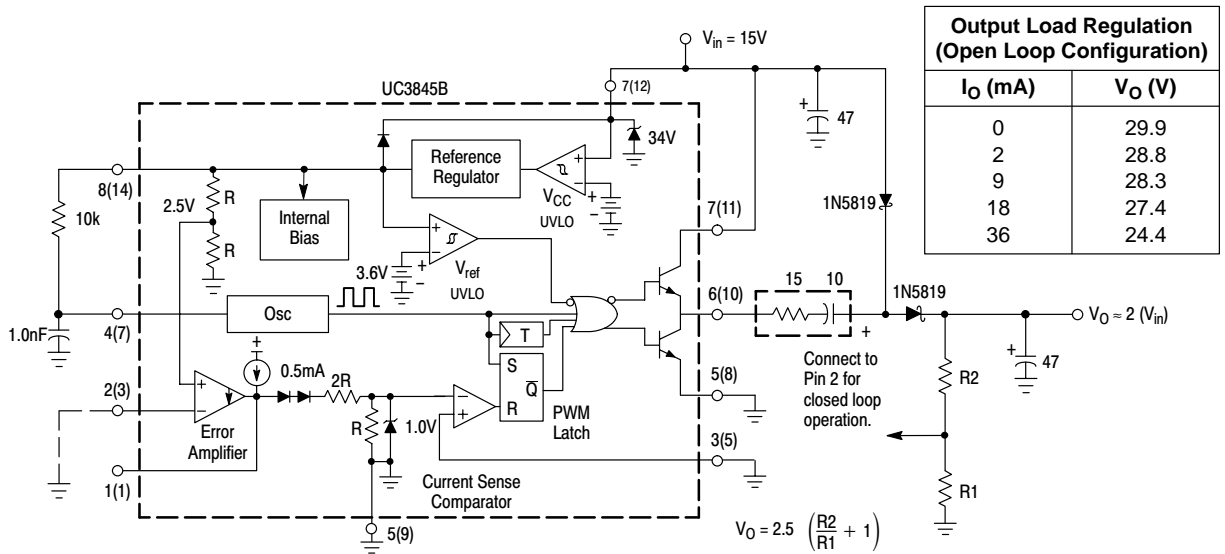 V_in = 15V
Output Load Regulation
(Open Loop Configuration)
I_O (mA) V_O (V)
0 29.9
2 28.8
9 28.3
18 27.4
36 24.4
UC3845B
7(12)
34V
+
47
8(14)
Reference
Regulator
+
–
V_CC
UVLO
+
–
10k
R
2.5V
R
Internal
Bias
+
–
V_ref
UVLO
3.6V
+
–
7(11)
1N5819
1.0nF
4(7)
Osc
T
6(10)
15 10
+
1N5819
V_O ≈ 2 (V_in)
+
47
Connect to
Pin 2 for
closed loop
operation.
R2
R1
+
0.5mA
2(3)
+
–
Error
Amplifier
2R
R
1.0V
–
+
S
Q̅
R
PWM
Latch
5(8)
3(5)
1(1)
Current Sense
Comparator
5(9)
V_O = 2.5 (R2/R1 + 1)